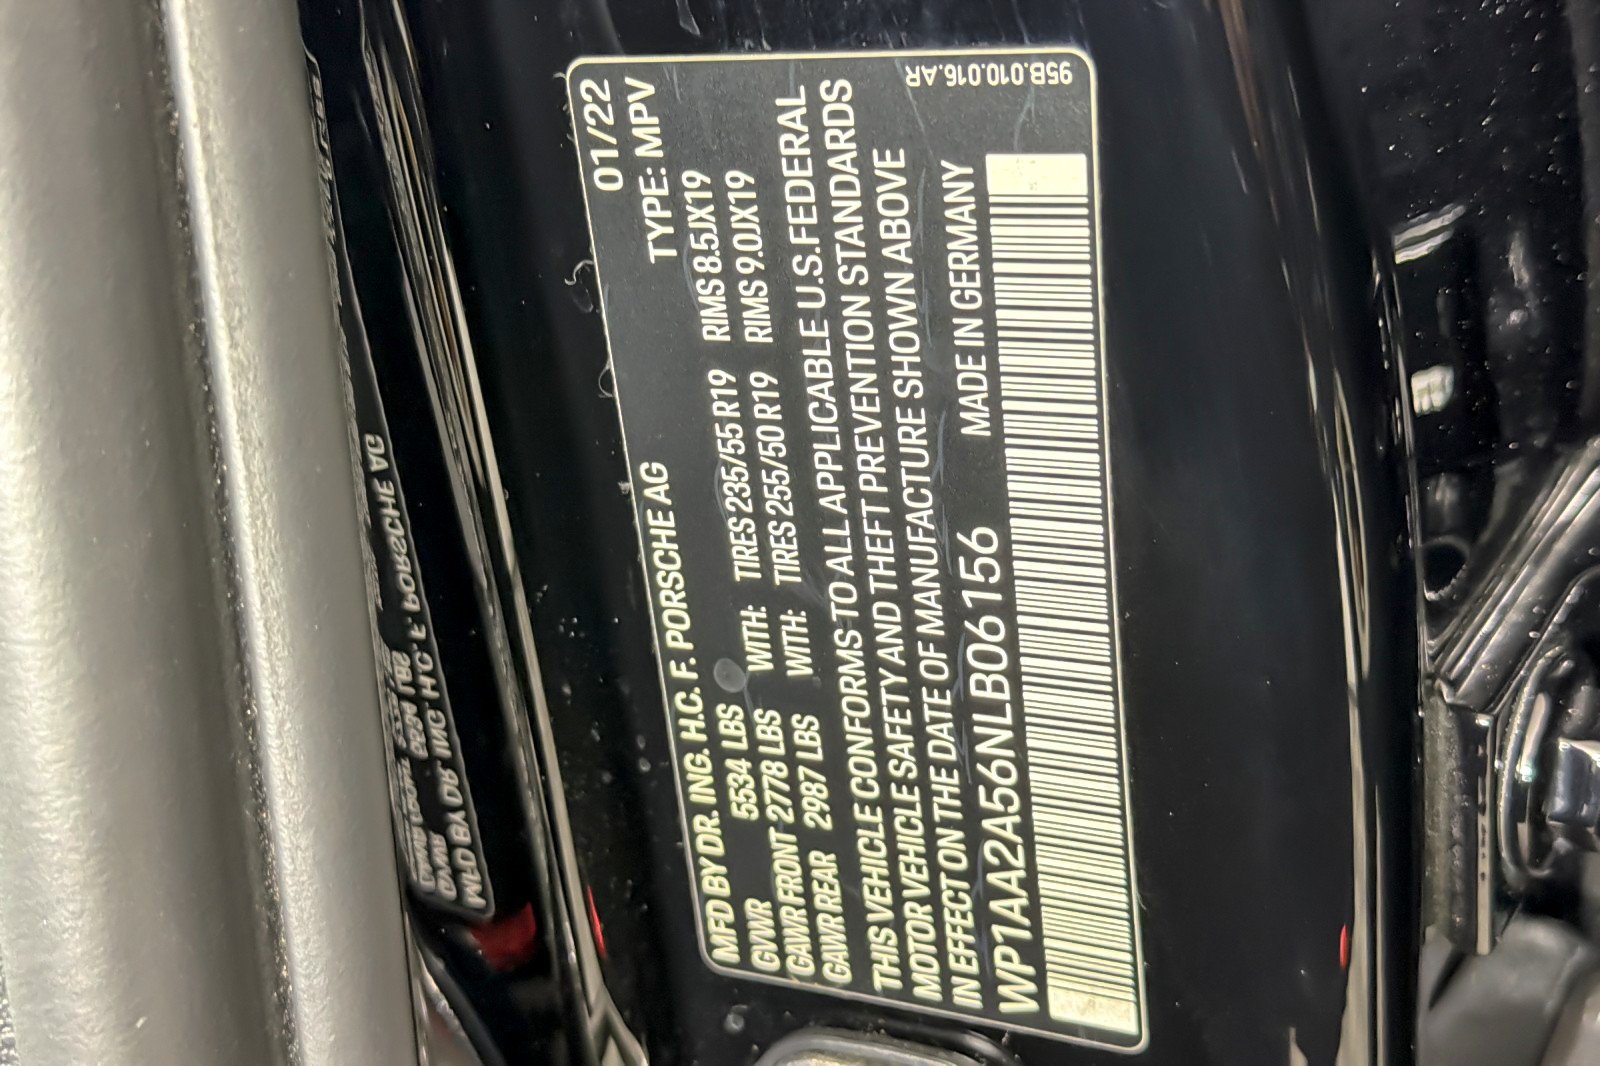 MFD BY DR. ING. H.C. F. PORSCHE AG 01/22
GVWR 5534 LBS TYPE: MPV
GAWR FRONT 2778 LBS WITH: TIRES 235/55 R19 RIMS 8.5JX19
GAWR REAR 2987 LBS WITH: TIRES 255/50 R19 RIMS 9.0JX19
THIS VEHICLE CONFORMS TO ALL APPLICABLE U.S. FEDERAL
MOTOR VEHICLE SAFETY AND THEFT PREVENTION STANDARDS
IN EFFECT ON THE DATE OF MANUFACTURE SHOWN ABOVE
WP1AA2A56NLB06156 MADE IN GERMANY
95B.010.016.AR